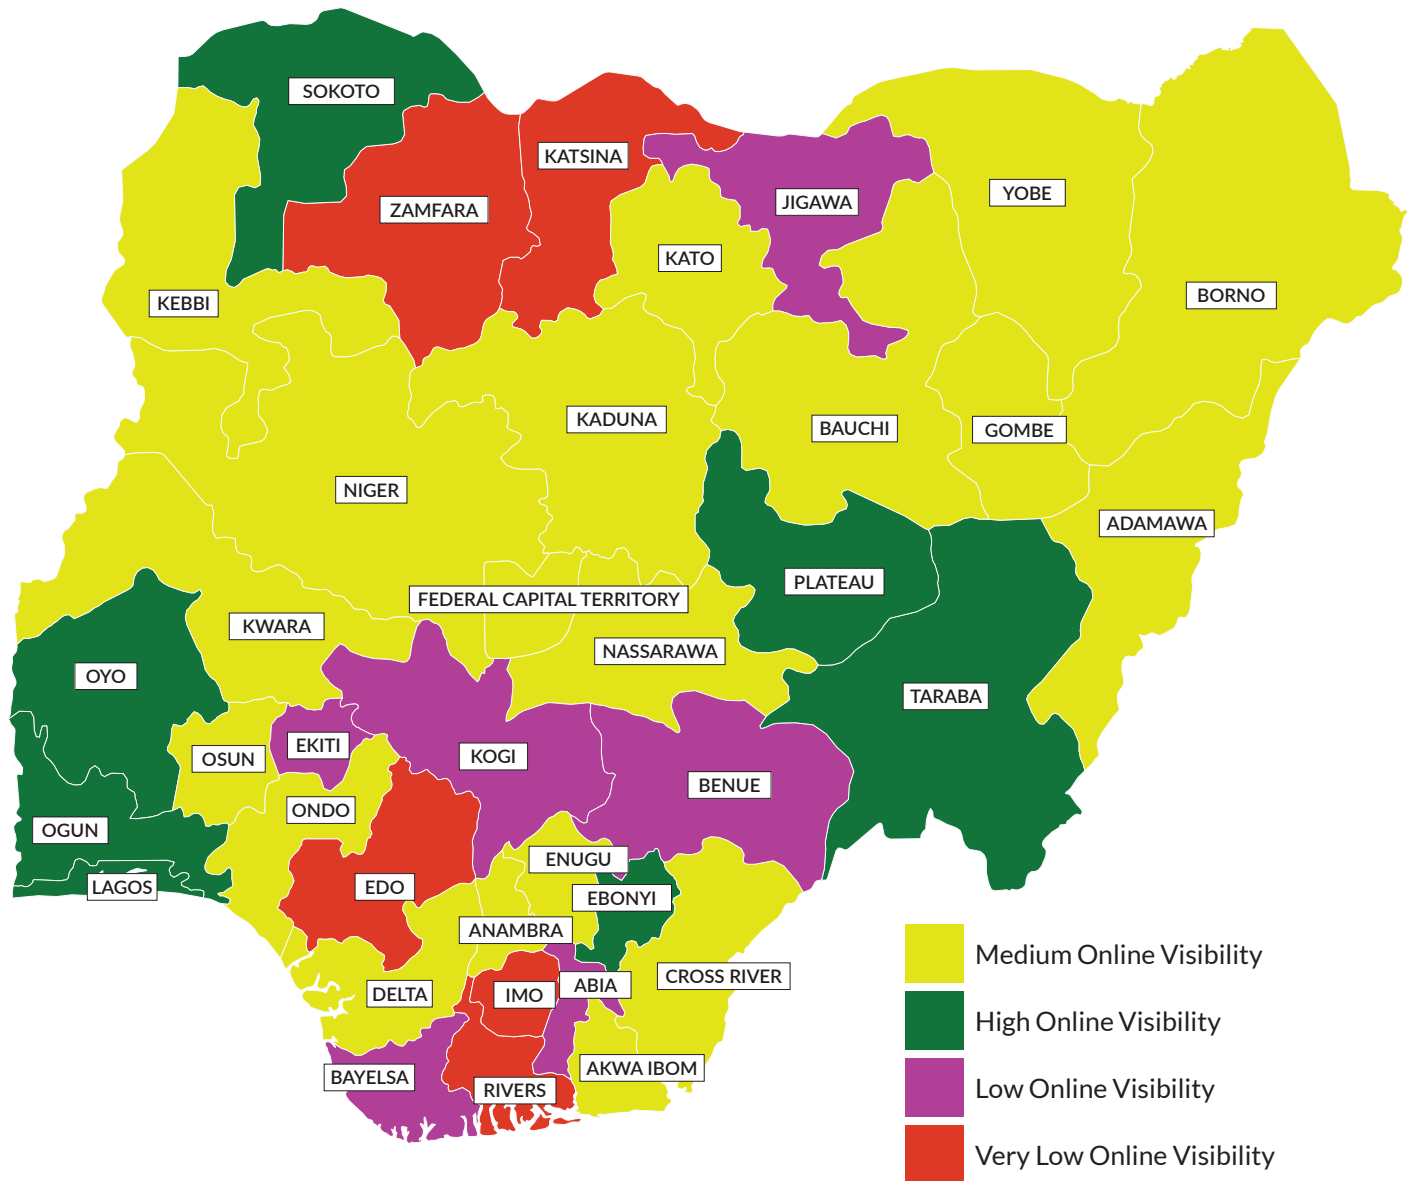 SOKOTO
KATSINA
ZAMFARA
JIGAWA
YOBE
KATO
KEBBI
BORNO
KADUNA
BAUCHI
GOMBE
NIGER
ADAMAWA
PLATEAU
FEDERAL CAPITAL TERRITORY
KWARA
NASSARAWA
OYO
TARABA
EKITI
OSUN
KOGI
BENUE
ONDO
OGUN
ENUGU
LAGOS
EDO
EBONYI
ANAMBRA
CROSS RIVER
ABIA
DELTA
IMO
AKWA IBOM
BAYELSA
RIVERS
Medium Online Visibility
High Online Visibility
Low Online Visibility
Very Low Online Visibility